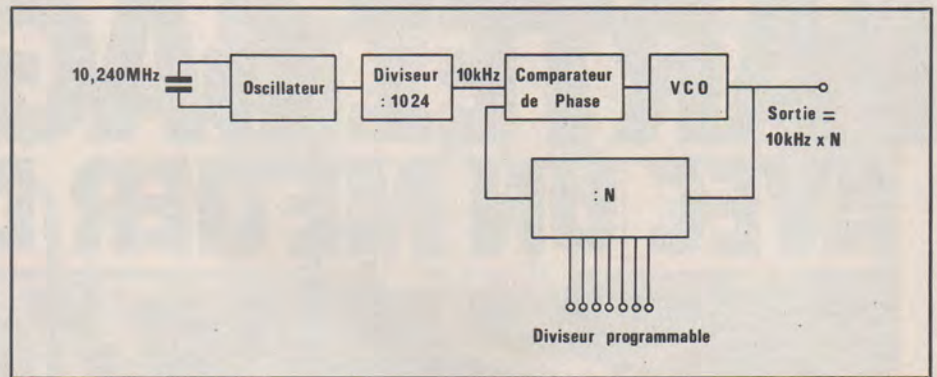 10,240MHz
Oscillateur
Diviseur
: 1024
10kHz
Comparateur
de Phase
VCO
Sortie =
10kHz x N
: N
Diviseur programmable